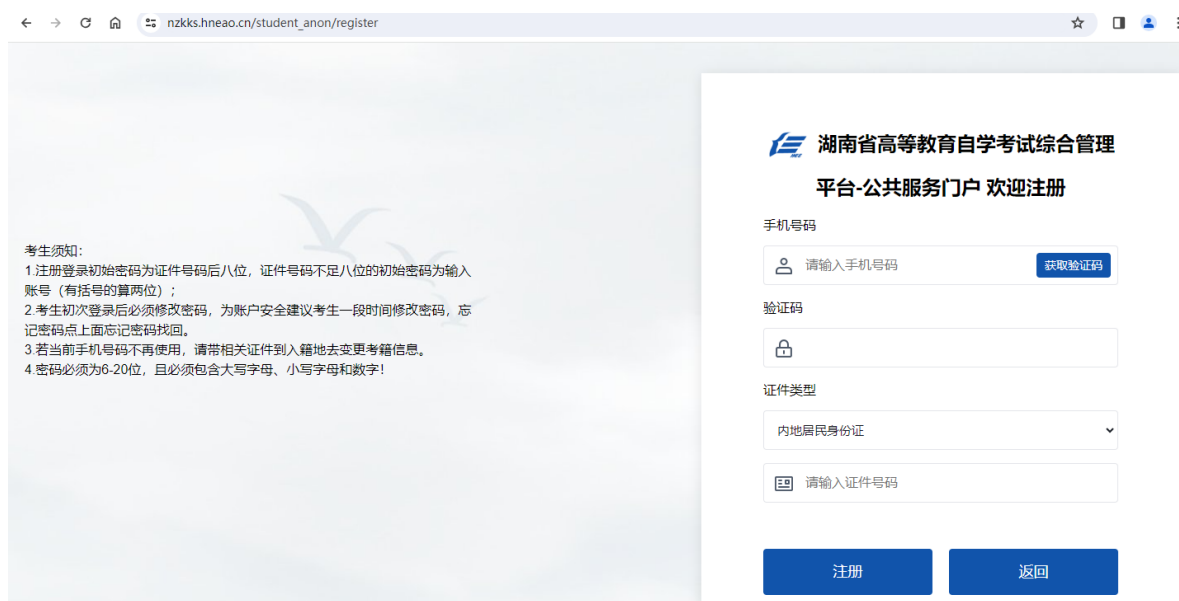 nzkks.hneao.cn/student_anon/register
湖南省高等教育自学考试综合管理
平台-公共服务门户 欢迎注册
手机号码
请输入手机号码
获取验证码
验证码
证件类型
内地居民身份证
请输入证件号码
注册
返回
考生须知：
1.注册登录初始密码为证件号码后八位，证件号码不足八位的初始密码为输入
账号（有括号的算两位）；
2.考生初次登录后必须修改密码，为账户安全建议考生一段时间修改密码，忘
记密码点上面忘记密码找回。
3.若当前手机号码不再使用，请带相关证件到入籍地去变更考籍信息。
4.密码必须为6-20位，且必须包含大写字母、小写字母和数字！